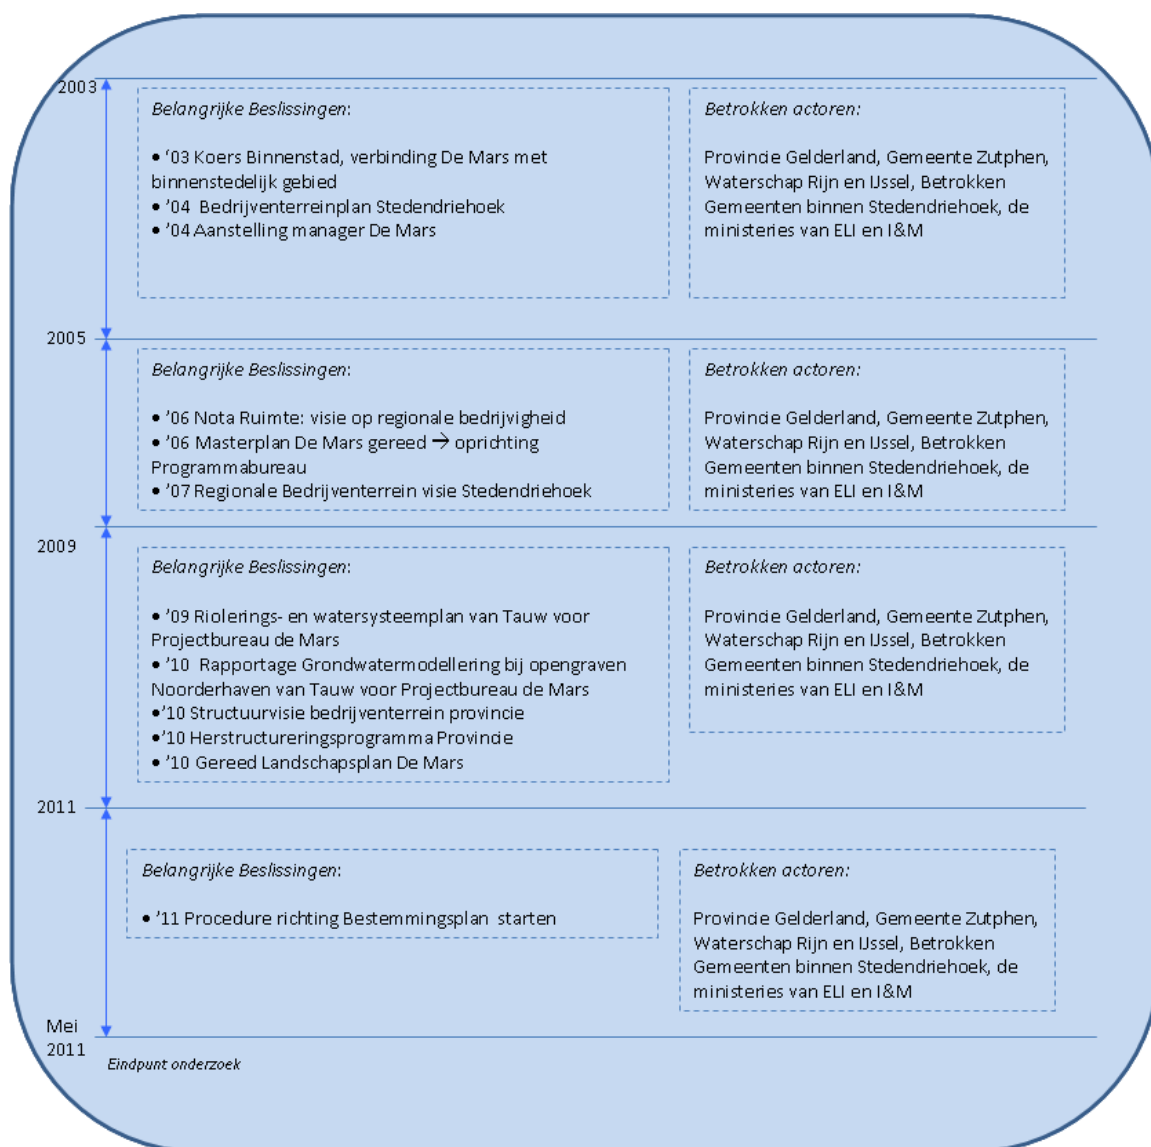 2003
Belangrijke Beslissingen:
• ‘03 Koers Binnenstad, verbinding De Mars met
binnenstedelijk gebied
• ’04 Bedrijventerreinplan Stedendriehoek
• ’04 Aanstelling manager De Mars
Betrokken actoren:
Provincie Gelderland, Gemeente Zutphen,
Waterschap Rijn en IJssel, Betrokken
Gemeenten binnen Stedendriehoek, de
ministeries van ELI en I&M
2005
Belangrijke Beslissingen:
• ’06 Nota Ruimte: visie op regionale bedrijvigheid
• ’06 Masterplan De Mars gereed → oprichting
Programmabureau
• ’07 Regionale Bedrijventerrein visie Stedendriehoek
Betrokken actoren:
Provincie Gelderland, Gemeente Zutphen,
Waterschap Rijn en IJssel, Betrokken
Gemeenten binnen Stedendriehoek, de
ministeries van ELI en I&M
2009
Belangrijke Beslissingen:
• ’09 Riolerings- en watersysteemplan van Tauw voor
Projectbureau de Mars
• ’10 Rapportage Grondwatermodellering bij opengraven
Noorderhaven van Tauw voor Projectbureau de Mars
•’10 Structuurvisie bedrijventerrein provincie
•’10 Herstructureringsprogramma Provincie
• ’10 Gereed Landschapsplan De Mars
Betrokken actoren:
Provincie Gelderland, Gemeente Zutphen,
Waterschap Rijn en IJssel, Betrokken
Gemeenten binnen Stedendriehoek, de
ministeries van ELI en I&M
2011
Belangrijke Beslissingen:
• ’11 Procedure richting Bestemmingsplan starten
Betrokken actoren:
Provincie Gelderland, Gemeente Zutphen,
Waterschap Rijn en IJssel, Betrokken
Gemeenten binnen Stedendriehoek, de
ministeries van ELI en I&M
Mei
2011
Eindpunt onderzoek